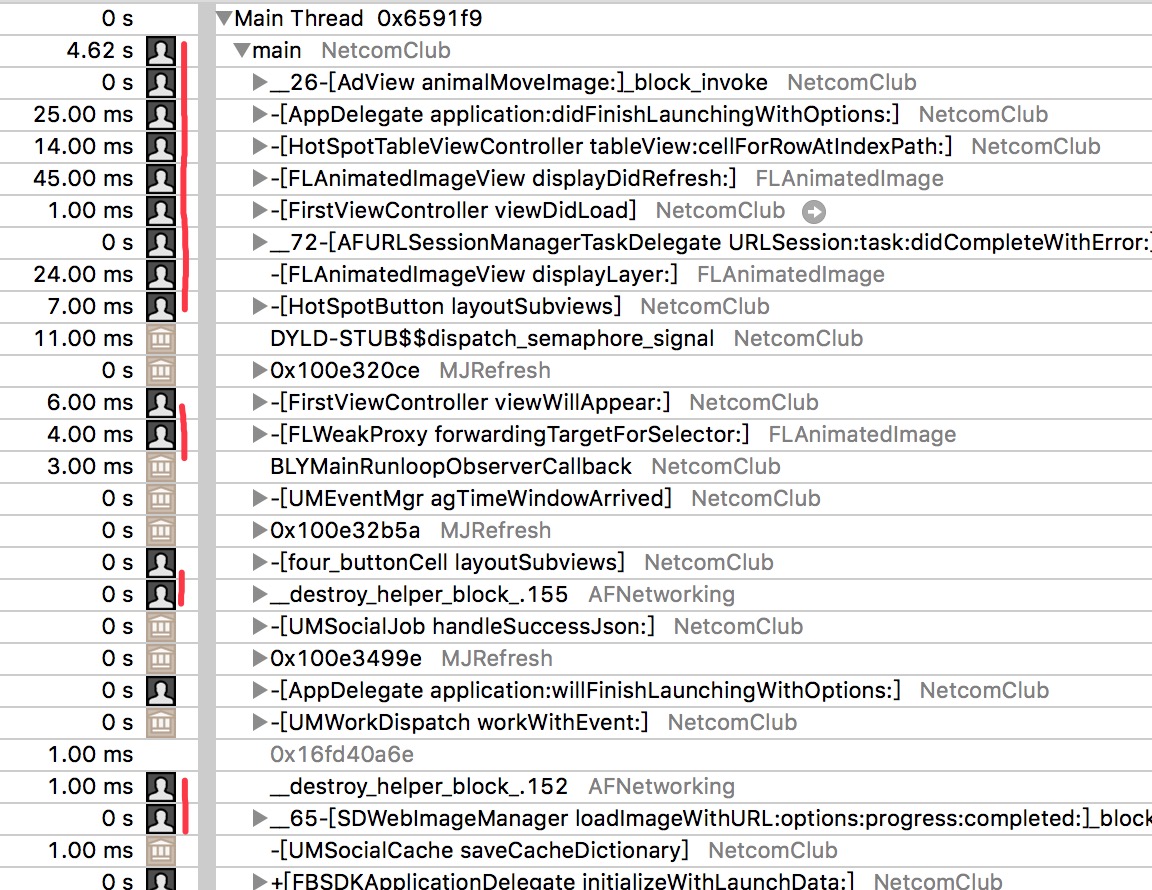 0 s Main Thread 0x6591f9
4.62 s main NetcomClub
0 s __26-[AdView animalMoveImage:]_block_invoke NetcomClub
25.00 ms -[AppDelegate application:didFinishLaunchingWithOptions:] NetcomClub
14.00 ms -[HotSpotTableViewController tableView:cellForRowAtIndexPath:] NetcomClub
45.00 ms -[FLAnimatedImageView displayDidRefresh:] FLAnimatedImage
1.00 ms -[FirstViewController viewDidLoad] NetcomClub
0 s __72-[AFURLSessionManagerTaskDelegate URLSession:task:didCompleteWithError:]
24.00 ms -[FLAnimatedImageView displayLayer:] FLAnimatedImage
7.00 ms -[HotSpotButton layoutSubviews] NetcomClub
11.00 ms DYLD-STUB$$dispatch_semaphore_signal NetcomClub
0 s 0x100e320ce MJRefresh
6.00 ms -[FirstViewController viewWillAppear:] NetcomClub
4.00 ms -[FLWeakProxy forwardingTargetForSelector:] FLAnimatedImage
3.00 ms BLYMainRunloopObserverCallback NetcomClub
0 s -[UMEventMgr agTimeWindowArrived] NetcomClub
0 s 0x100e32b5a MJRefresh
0 s -[four_buttonCell layoutSubviews] NetcomClub
0 s __destroy_helper_block_.155 AFNetworking
0 s -[UMSocialJob handleSuccessJson:] NetcomClub
0 s 0x100e3499e MJRefresh
0 s -[AppDelegate application:willFinishLaunchingWithOptions:] NetcomClub
0 s -[UMWorkDispatch workWithEvent:] NetcomClub
1.00 ms 0x16fd40a6e
1.00 ms __destroy_helper_block_.152 AFNetworking
0 s __65-[SDWebImageManager loadImageWithURL:options:progress:completed:]_block
1.00 ms -[UMSocialCache saveCacheDictionary] NetcomClub
0 s +[FBSDKApplicationDelegate initializeWithLaunchData:] NetcomClub